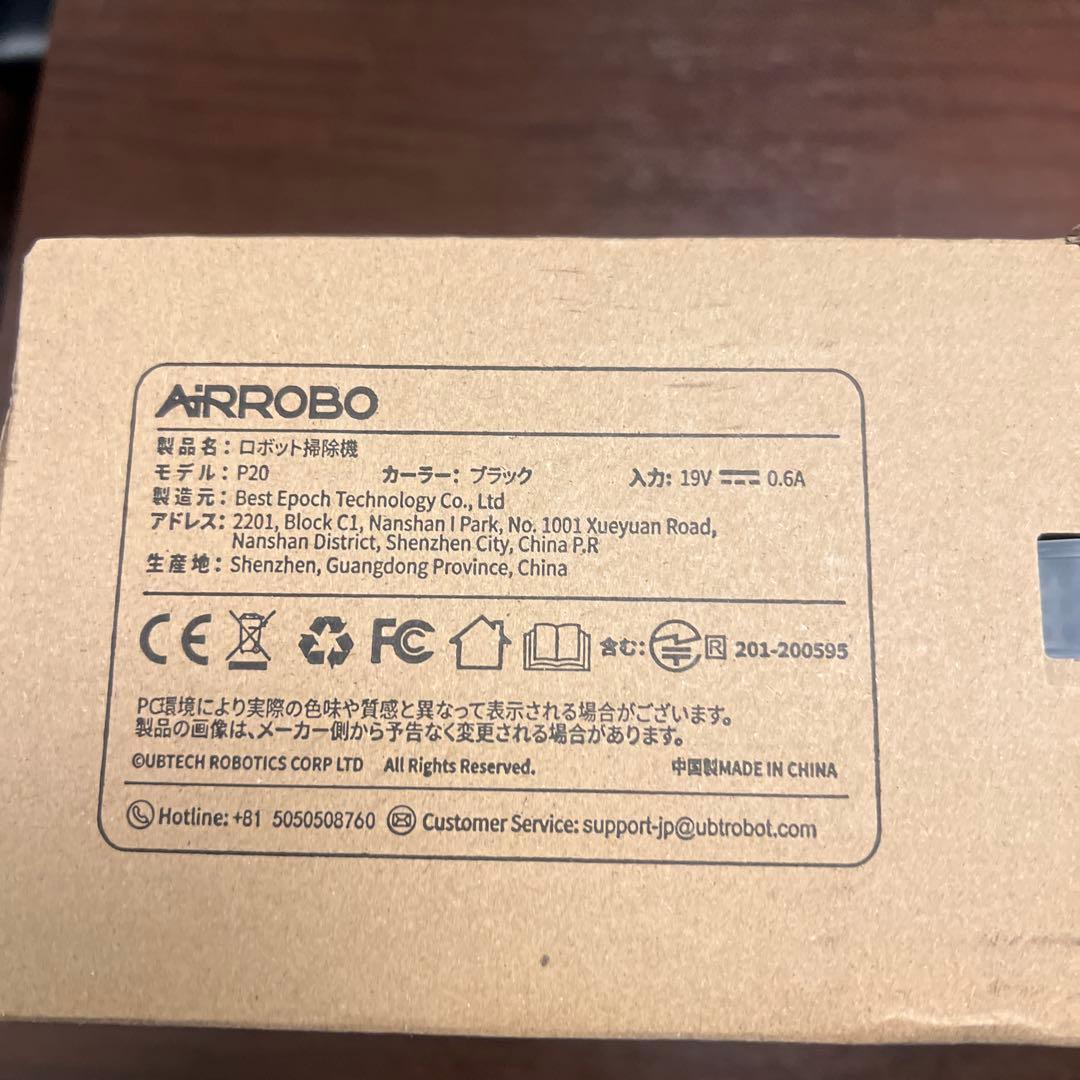 AiRROBO
製品名：ロボット掃除機
モデル：P20 カーラー：ブラック 入力: 19V 0.6A
製造元：Best Epoch Technology Co., Ltd
アドレス：2201, Block C1, Nanshan I Park, No. 1001 Xueyuan Road,
Nanshan District, Shenzhen City, China P.R
生産地：Shenzhen, Guangdong Province, China
CE FC 含む: R 201-200595
PC環境により実際の色味や質感と異なって表示される場合がございます。
製品の画像は、メーカー側から予告なく変更される場合があります。
©UBTECH ROBOTICS CORP LTD All Rights Reserved. 中国製MADE IN CHINA
Hotline: +81 5050508760 Customer Service: support-jp@ubtrobot.com